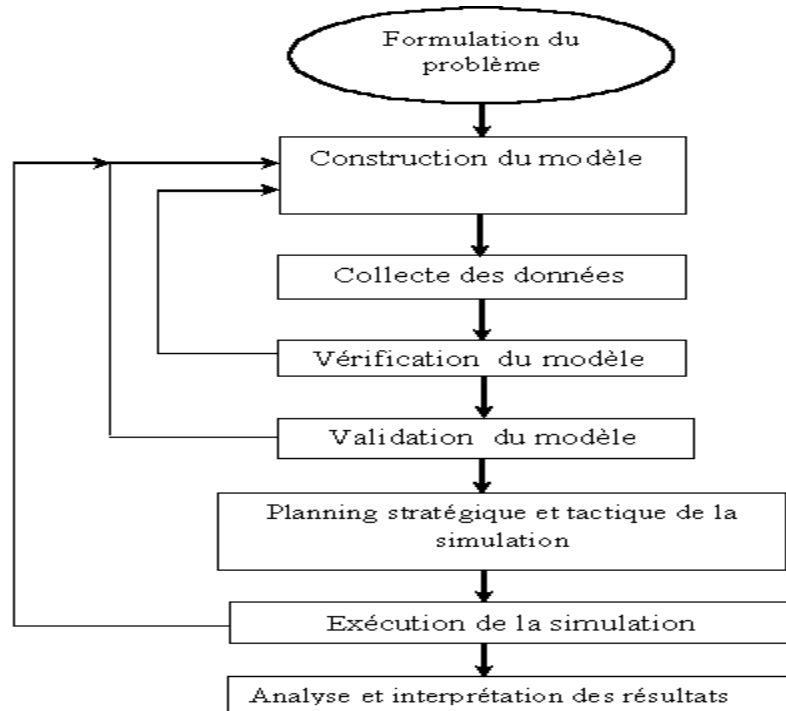 Formulation du
problème
Construction du modèle
Collecte des données
Vérification du modèle
Validation du modèle
Planning stratégique et tactique de la
simulation
Exécution de la simulation
Analyse et interprétation des résultats